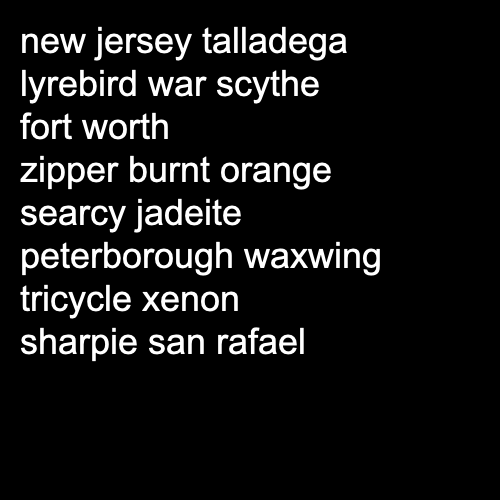 new jersey talladega
lyrebird war scythe
fort worth
zipper burnt orange
searcy jadeite
peterborough waxwing
tricycle xenon
sharpie san rafael